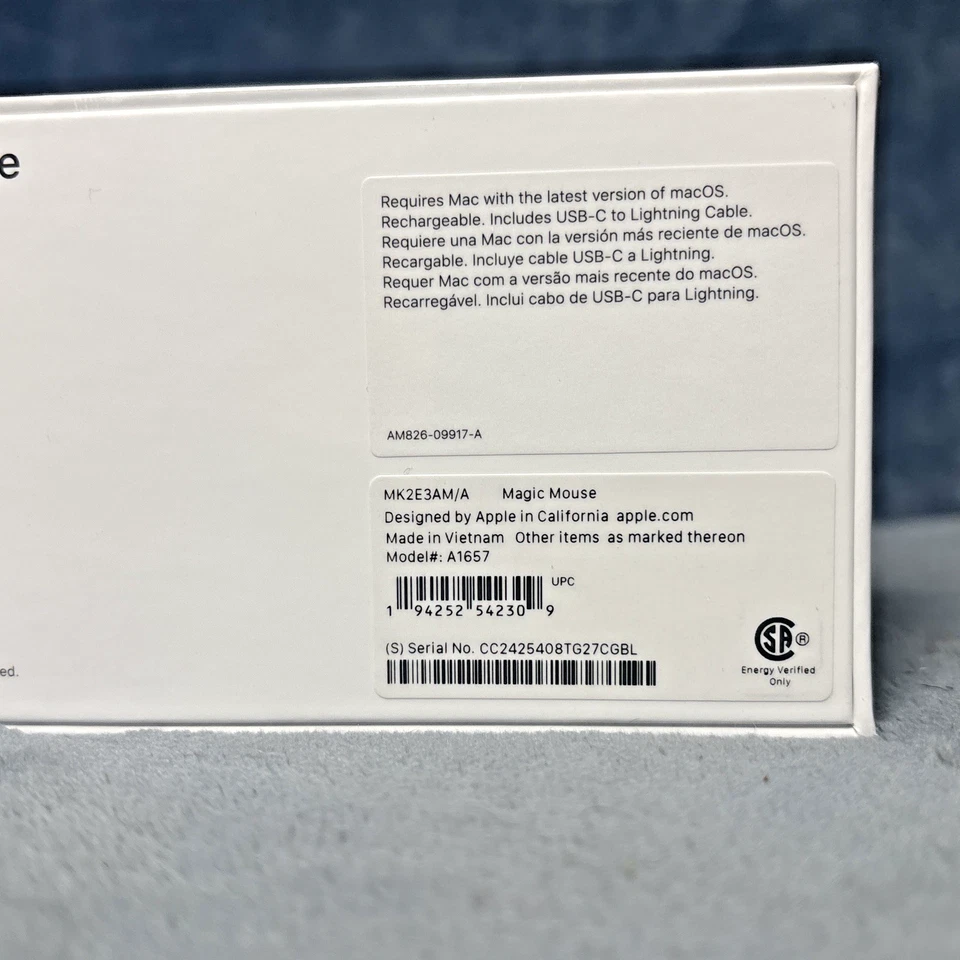 e
Requires Mac with the latest version of macOS.
Rechargeable. Includes USB-C to Lightning Cable.
Requiere una Mac con la versión más reciente de macOS.
Recargable. Incluye cable USB-C a Lightning.
Requer Mac com a versão mais recente do macOS.
Recarregável. Inclui cabo de USB-C para Lightning.
AM826-09917-A
MK2E3AM/A Magic Mouse
Designed by Apple in California apple.com
Made in Vietnam Other items as marked thereon
Model#: A1657
UPC
1 94252 54230 9
(S) Serial No. CC2425408TG27CGBL
SA ®
Energy Verified
Only
ed.